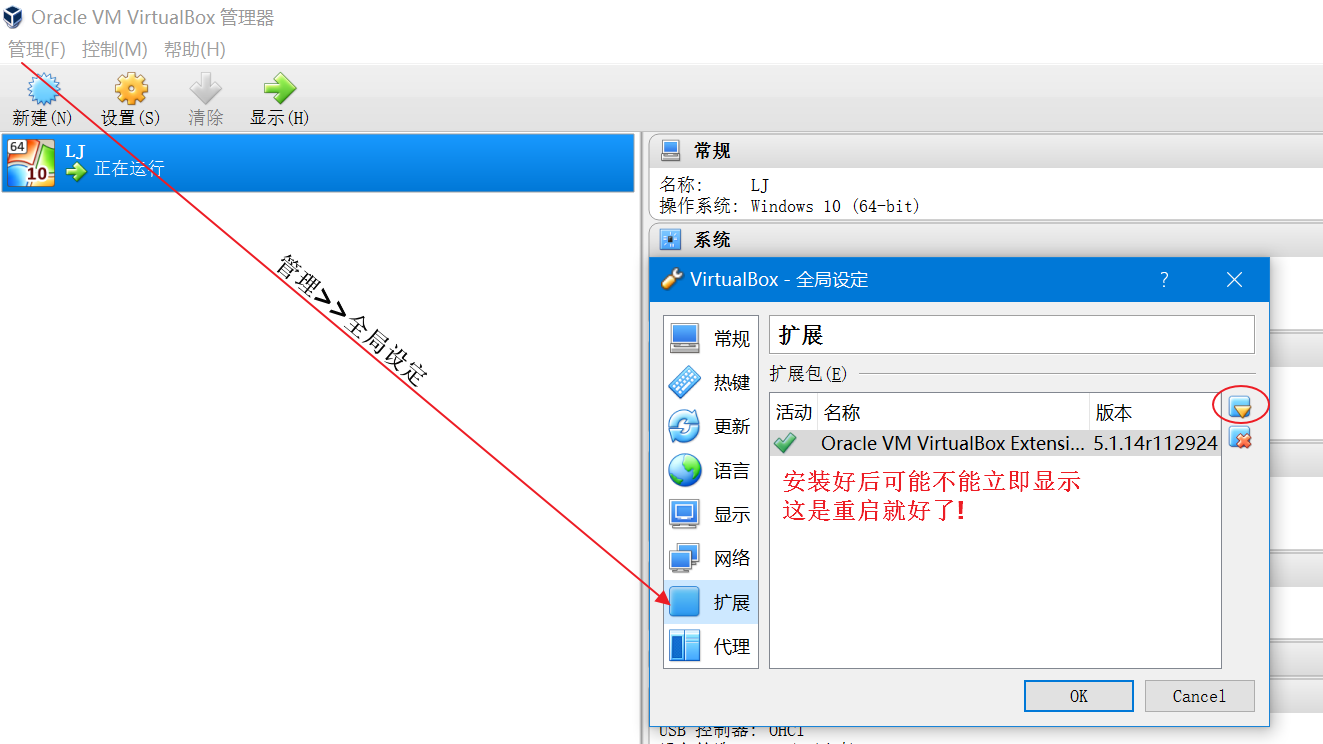 Oracle VM VirtualBox 管理器
管理(F) 控制(M) 帮助(H)
新建(N) 设置(S) 清除 显示(H)
64
10
LJ
正在运行
管理>>全局设定
常规
名称: LJ
操作系统: Windows 10 (64-bit)
系统
VirtualBox - 全局设定 ?
常规
热键
更新
语言
显示
网络
扩展
代理
扩展
扩展包(E)
活动 名称 版本
Oracle VM VirtualBox Extensi... 5.1.14r112924
安装好后可能不能立即显示
这是重启就好了!
OK Cancel
USB 控制器: OHCI